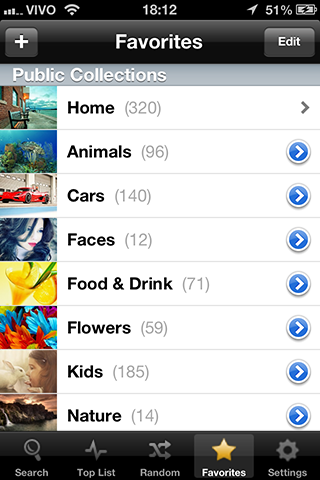 VIVO 18:12 51%
+ Favorites Edit
Public Collections
Home (320)
Animals (96)
Cars (140)
Faces (12)
Food & Drink (71)
Flowers (59)
Kids (185)
Nature (14)
Search Top List Random Favorites Settings